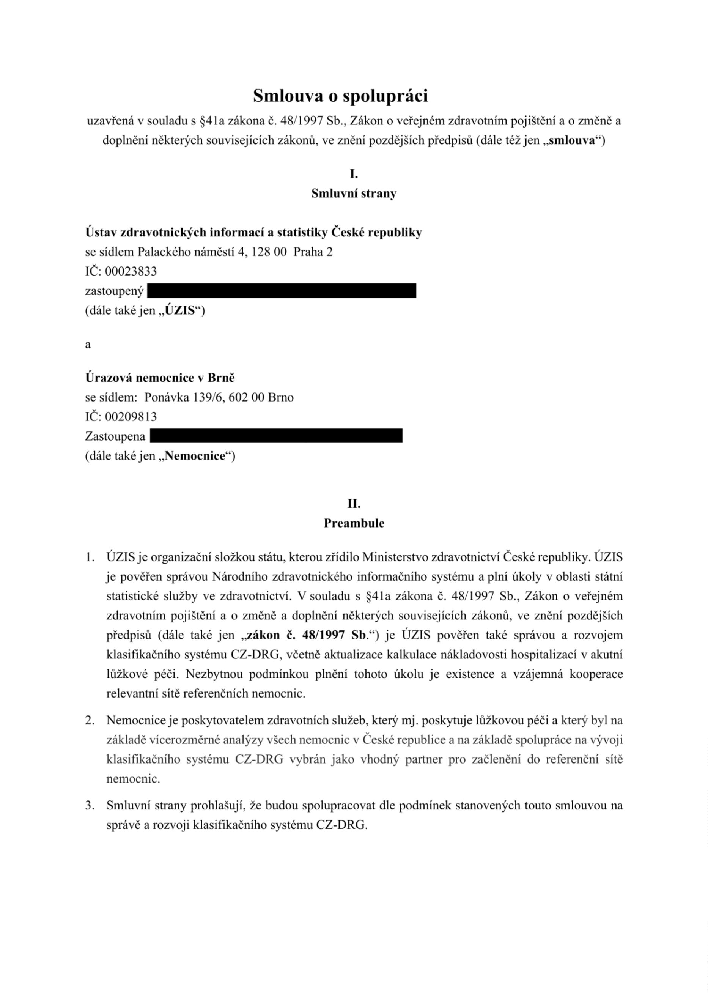 Smlouva o spolupráci
uzavřená v souladu s §41a zákona č. 48/1997 Sb., Zákon o veřejném zdravotním pojištění a o změně a
doplnění některých souvisejících zákonů, ve znění pozdějších předpisů (dále též jen „smlouva“)
I.
Smluvní strany
Ústav zdravotnických informací a statistiky České republiky
se sídlem Palackého náměstí 4, 128 00 Praha 2
IČ: 00023833
zastoupený
(dále také jen „ÚZIS“)
a
Úrazová nemocnice v Brně
se sídlem: Ponávka 139/6, 602 00 Brno
IČ: 00209813
Zastoupena
(dále také jen „Nemocnice“)
II.
Preambule
1. ÚZIS je organizační složkou státu, kterou zřídilo Ministerstvo zdravotnictví České republiky. ÚZIS
je pověřen správou Národního zdravotnického informačního systému a plní úkoly v oblasti státní
statistické služby ve zdravotnictví. V souladu s §41a zákona č. 48/1997 Sb., Zákon o veřejném
zdravotním pojištění a o změně a doplnění některých souvisejících zákonů, ve znění pozdějších
předpisů (dále také jen „zákon č. 48/1997 Sb.“) je ÚZIS pověřen také správou a rozvojem
klasifikačního systému CZ-DRG, včetně aktualizace kalkulace nákladovosti hospitalizací v akutní
lůžkové péči. Nezbytnou podmínkou plnění tohoto úkolu je existence a vzájemná kooperace
relevantní sítě referenčních nemocnic.
2. Nemocnice je poskytovatelem zdravotních služeb, který mj. poskytuje lůžkovou péči a který byl na
základě vícerozměrné analýzy všech nemocnic v České republice a na základě spolupráce na vývoji
klasifikačního systému CZ-DRG vybrán jako vhodný partner pro začlenění do referenční sítě
nemocnic.
3. Smluvní strany prohlašují, že budou spolupracovat dle podmínek stanovených touto smlouvou na
správě a rozvoji klasifikačního systému CZ-DRG.